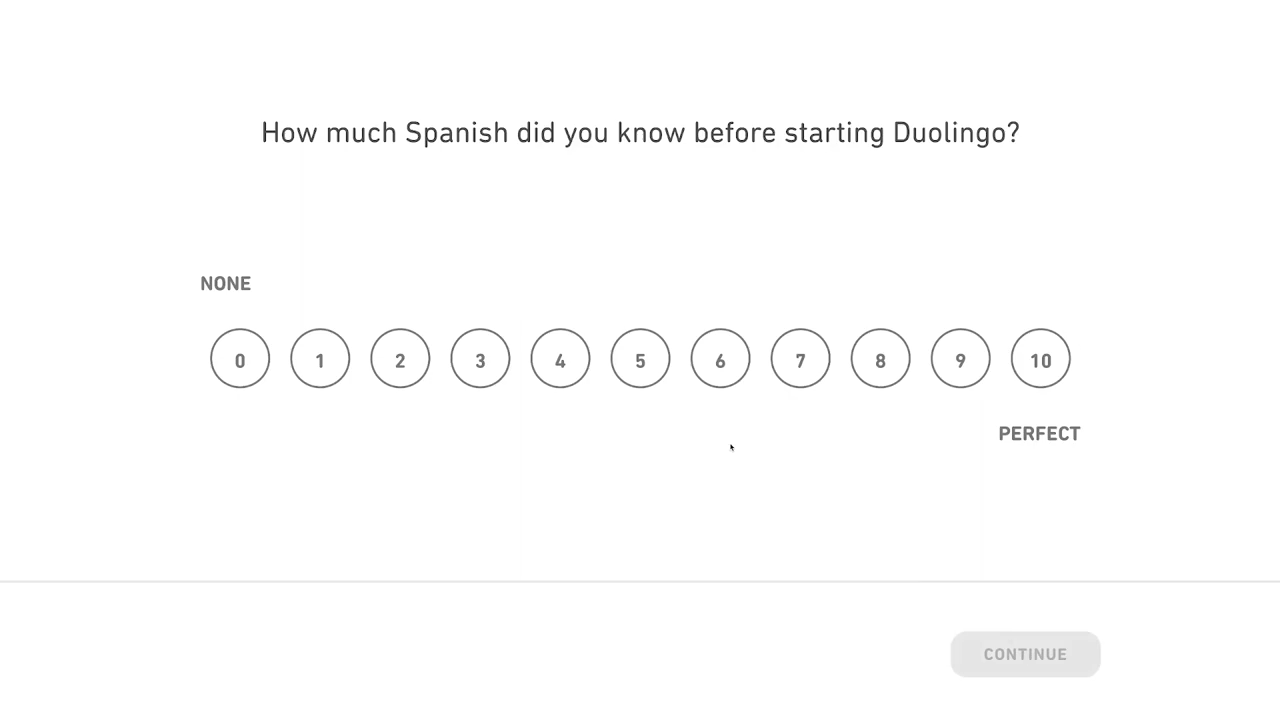 How much Spanish did you know before starting Duolingo?
NONE
0 1 2 3 4 5 6 7 8 9 10
PERFECT
CONTINUE